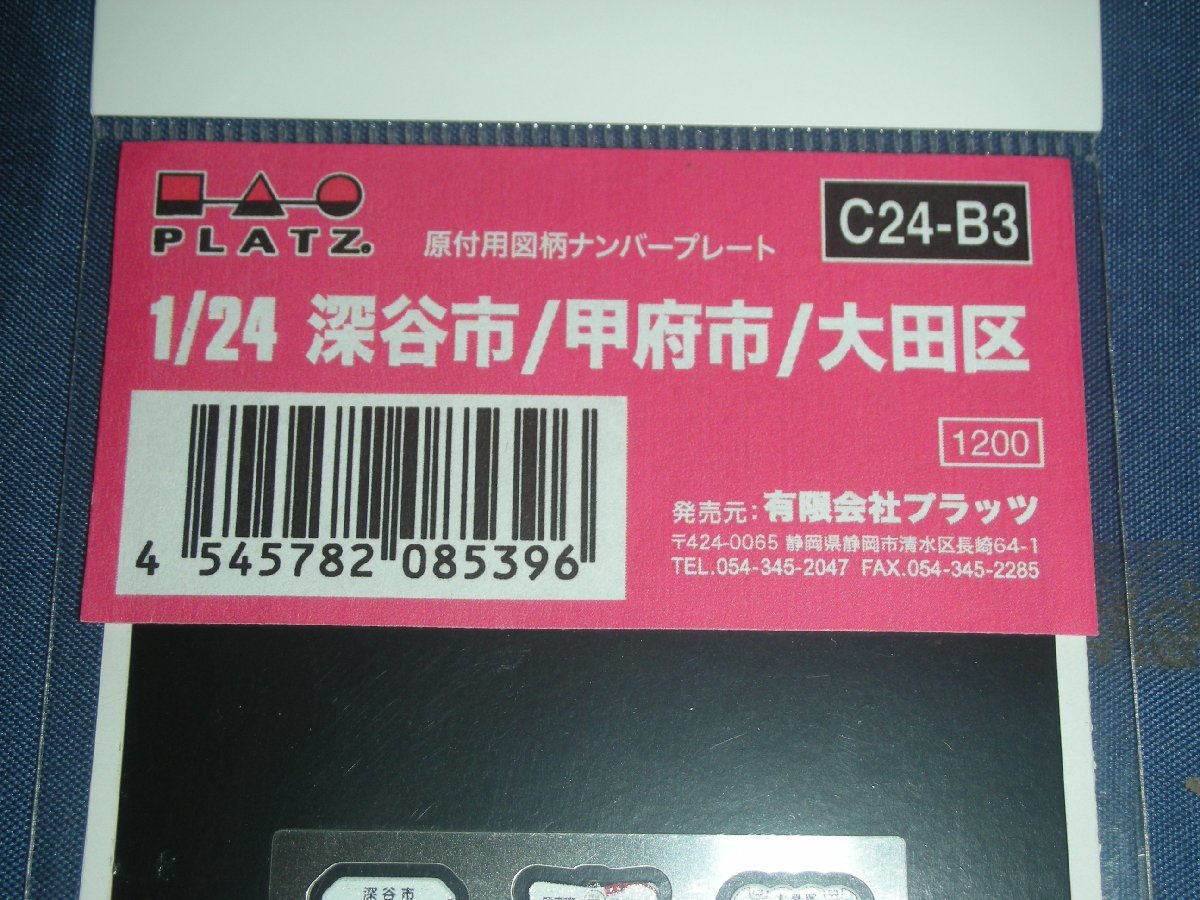 PLATZ.
原付用図柄ナンバープレート
C24-B3
1/24 深谷市/甲府市/大田区
1200
4 545782 085396
発売元:有限会社プラッツ
〒424-0065 静岡県静岡市清水区長崎64-1
TEL.054-345-2047 FAX.054-345-2285
深谷市